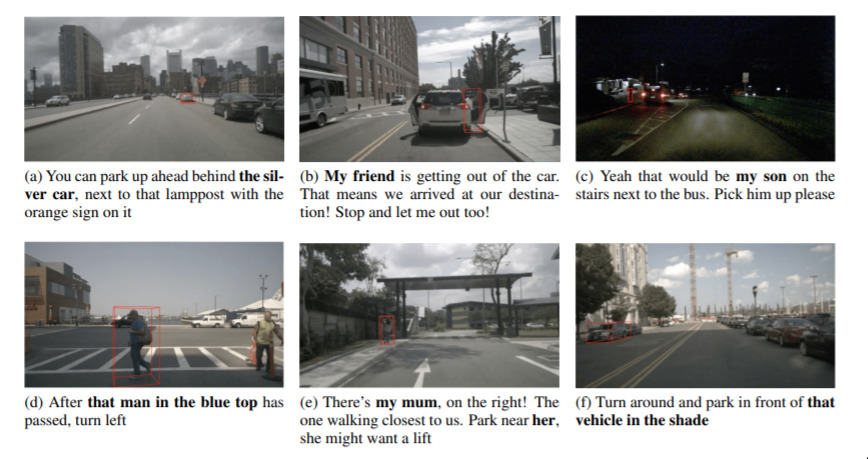 (a) You can park up ahead behind the sil-
ver car, next to that lamppost with the
orange sign on it
(b) My friend is getting out of the car.
That means we arrived at our destina-
tion! Stop and let me out too!
(c) Yeah that would be my son on the
stairs next to the bus. Pick him up please
(d) After that man in the blue top has
passed, turn left
(e) There's my mum, on the right! The
one walking closest to us. Park near her,
she might want a lift
(f) Turn around and park in front of that
vehicle in the shade